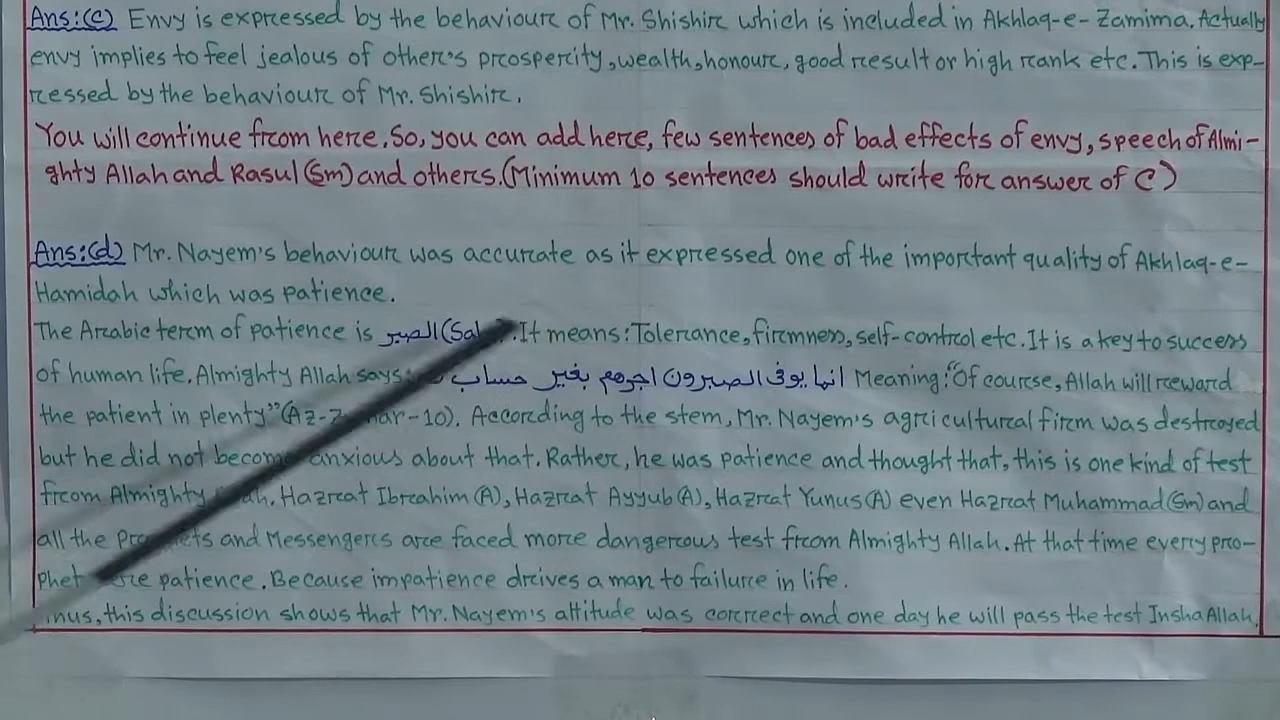 Ans:(c) Envy is expressed by the behaviour of Mr. Shishir which is included in Akhlaq-e-Zamima. Actually
envy implies to feel jealous of other's prosperity, wealth, honour, good result or high rank etc. This is exp-
ressed by the behaviour of Mr. Shishir.
You will continue from here. So, you can add here, few sentences of bad effects of envy, speech of Almi-
ghty Allah and Rasul (Sm) and others. (Minimum 10 sentences should write for answer of C)
Ans:(d) Mr. Nayem's behaviour was accurate as it expressed one of the important quality of Akhlaq-e-
Hamidah which was patience.
The Arabic term of patience is الصبر It means: Tolerance, firmness, self-control etc. It is a key to success
of human life. Almighty Allah says: انما يوفى الصبرون اجرهم بغير حساب Meaning: "Of course, Allah will reward
the patient in plenty" -10). According to the stem, Mr. Nayem's agricultural firm was destroyed
but he did not anxious about that. Rather, he was patience and thought that, this is one kind of test
from Almighty Hazrat Ibrahim (A), Hazrat Ayyub (A), Hazrat Yunus (A) even Hazrat Muhammad (Sm) and
all the and Messengers are faced more dangerous test from Almighty Allah. At that time every pro-
phet patience. Because impatience drives a man to failure in life.
this discussion shows that Mr. Nayem's attitude was correct and one day he will pass the test Insha Allah.